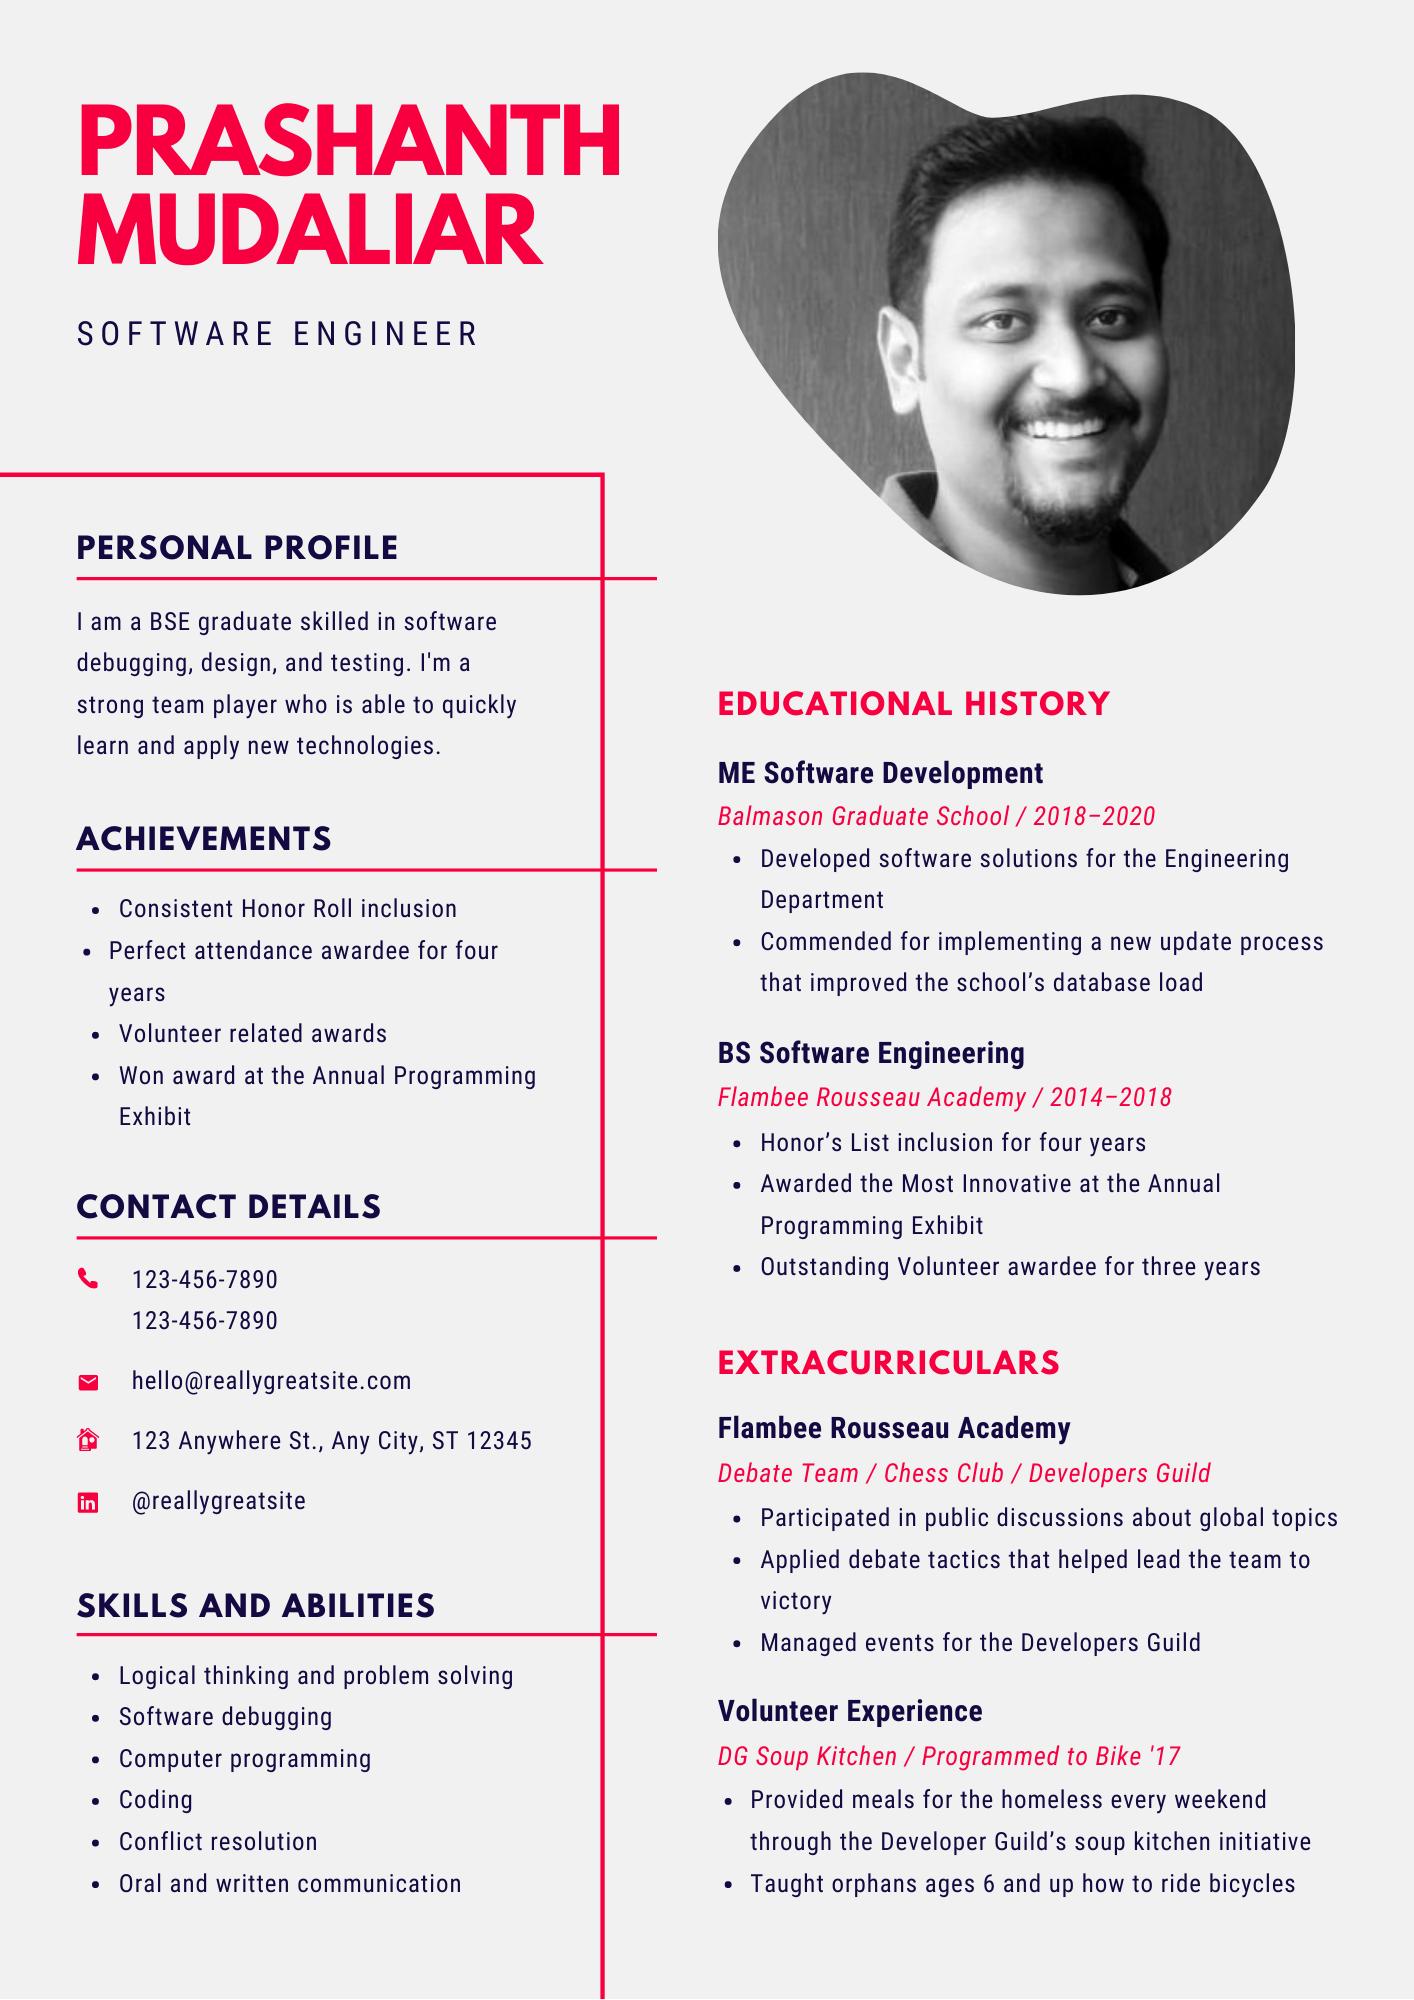 PRASHANTH
MUDALIAR
SOFTWARE ENGINEER
PERSONAL PROFILE
I am a BSE graduate skilled in software
debugging, design, and testing. I'm a
strong team player who is able to quickly
learn and apply new technologies.
ACHIEVEMENTS
• Consistent Honor Roll inclusion
• Perfect attendance awardee for four
years
• Volunteer related awards
• Won award at the Annual Programming
Exhibit
CONTACT DETAILS
123-456-7890
123-456-7890
hello@reallygreatsite.com
123 Anywhere St., Any City, ST 12345
in @reallygreatsite
SKILLS AND ABILITIES
• Logical thinking and problem solving
• Software debugging
• Computer programming
• Coding
• Conflict resolution
• Oral and written communication
EDUCATIONAL HISTORY
ME Software Development
Balmason Graduate School / 2018–2020
• Developed software solutions for the Engineering
Department
• Commended for implementing a new update process
that improved the school’s database load
BS Software Engineering
Flambee Rousseau Academy / 2014–2018
• Honor’s List inclusion for four years
• Awarded the Most Innovative at the Annual
Programming Exhibit
• Outstanding Volunteer awardee for three years
EXTRACURRICULARS
Flambee Rousseau Academy
Debate Team / Chess Club / Developers Guild
• Participated in public discussions about global topics
• Applied debate tactics that helped lead the team to
victory
• Managed events for the Developers Guild
Volunteer Experience
DG Soup Kitchen / Programmed to Bike '17
• Provided meals for the homeless every weekend
through the Developer Guild’s soup kitchen initiative
• Taught orphans ages 6 and up how to ride bicycles